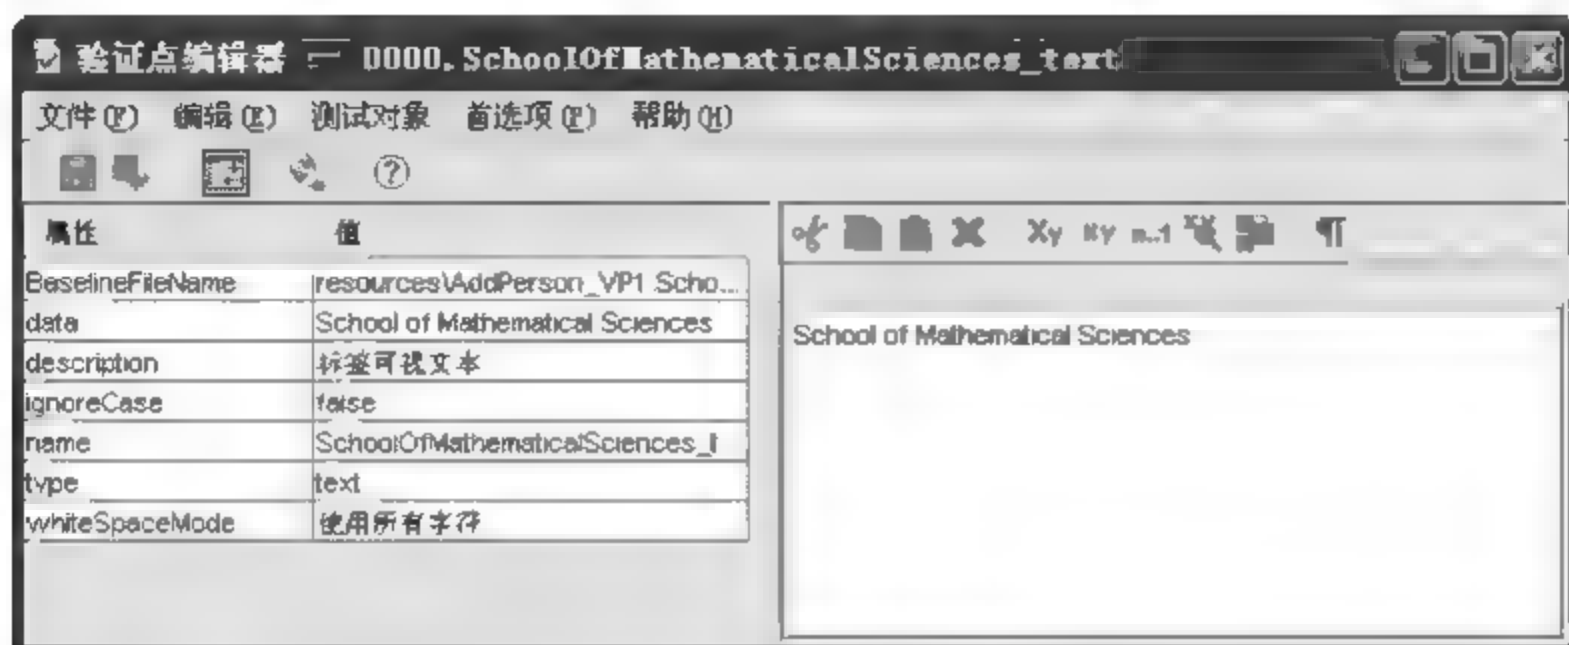 验证点编辑器 — 0000.SchoolOfMathematicalSciences_text
文件(F) 编辑(E) 测试对象 首选项(P) 帮助(H)
属性 值
BaselineFileName resources\AddPerson_VP1.Scho...
data School of Mathematical Sciences
description 标签可视文本
ignoreCase false
name SchoolOfMathematicalSciences_t
type text
whiteSpaceMode 使用所有字符
School of Mathematical Sciences